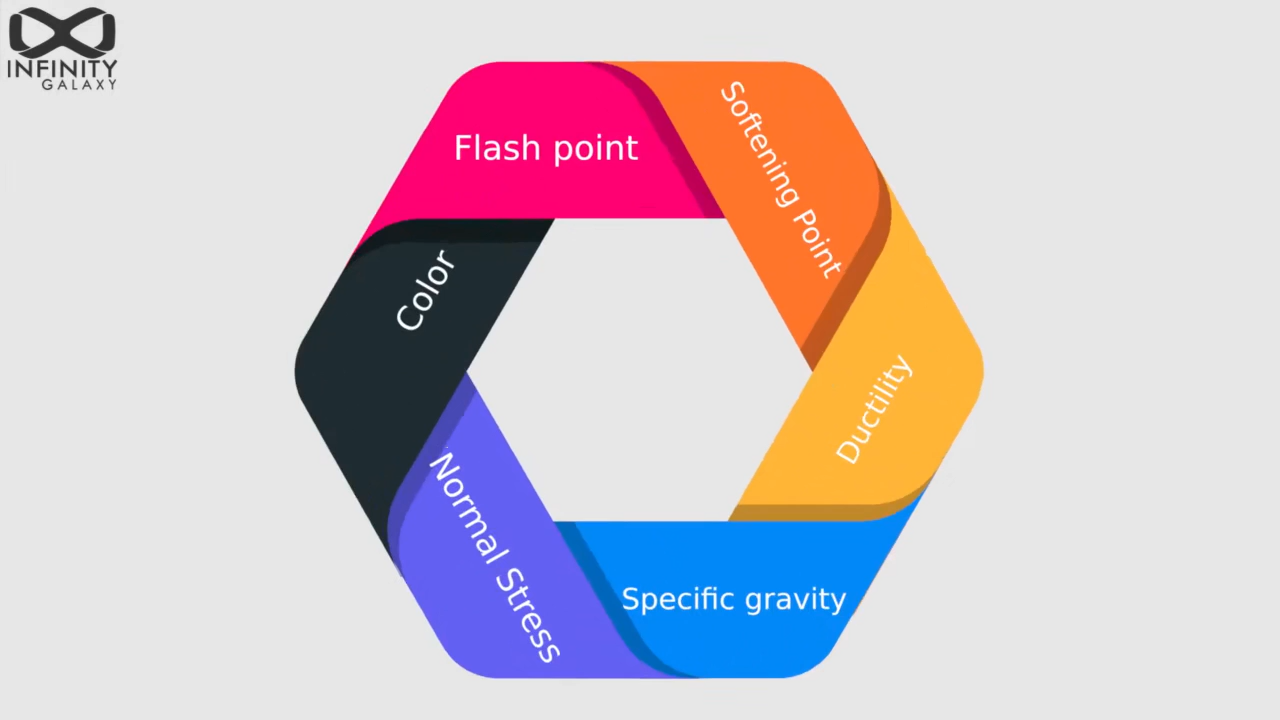 INFINITY
GALAXY
Flash point
Softening Point
Ductility
Specific gravity
Normal Stress
Color